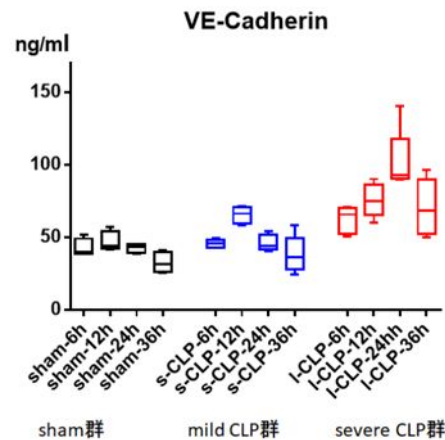 VE-Cadherin
ng/ml
150
100
50
0
sham-6h
sham-12h
sham-24h
sham-36h
s-CLP-6h
s-CLP-12h
s-CLP-24h
s-CLP-36h
l-CLP-6h
l-CLP-12h
l-CLP-24hh
l-CLP-36h
sham群 mild CLP群 severe CLP群